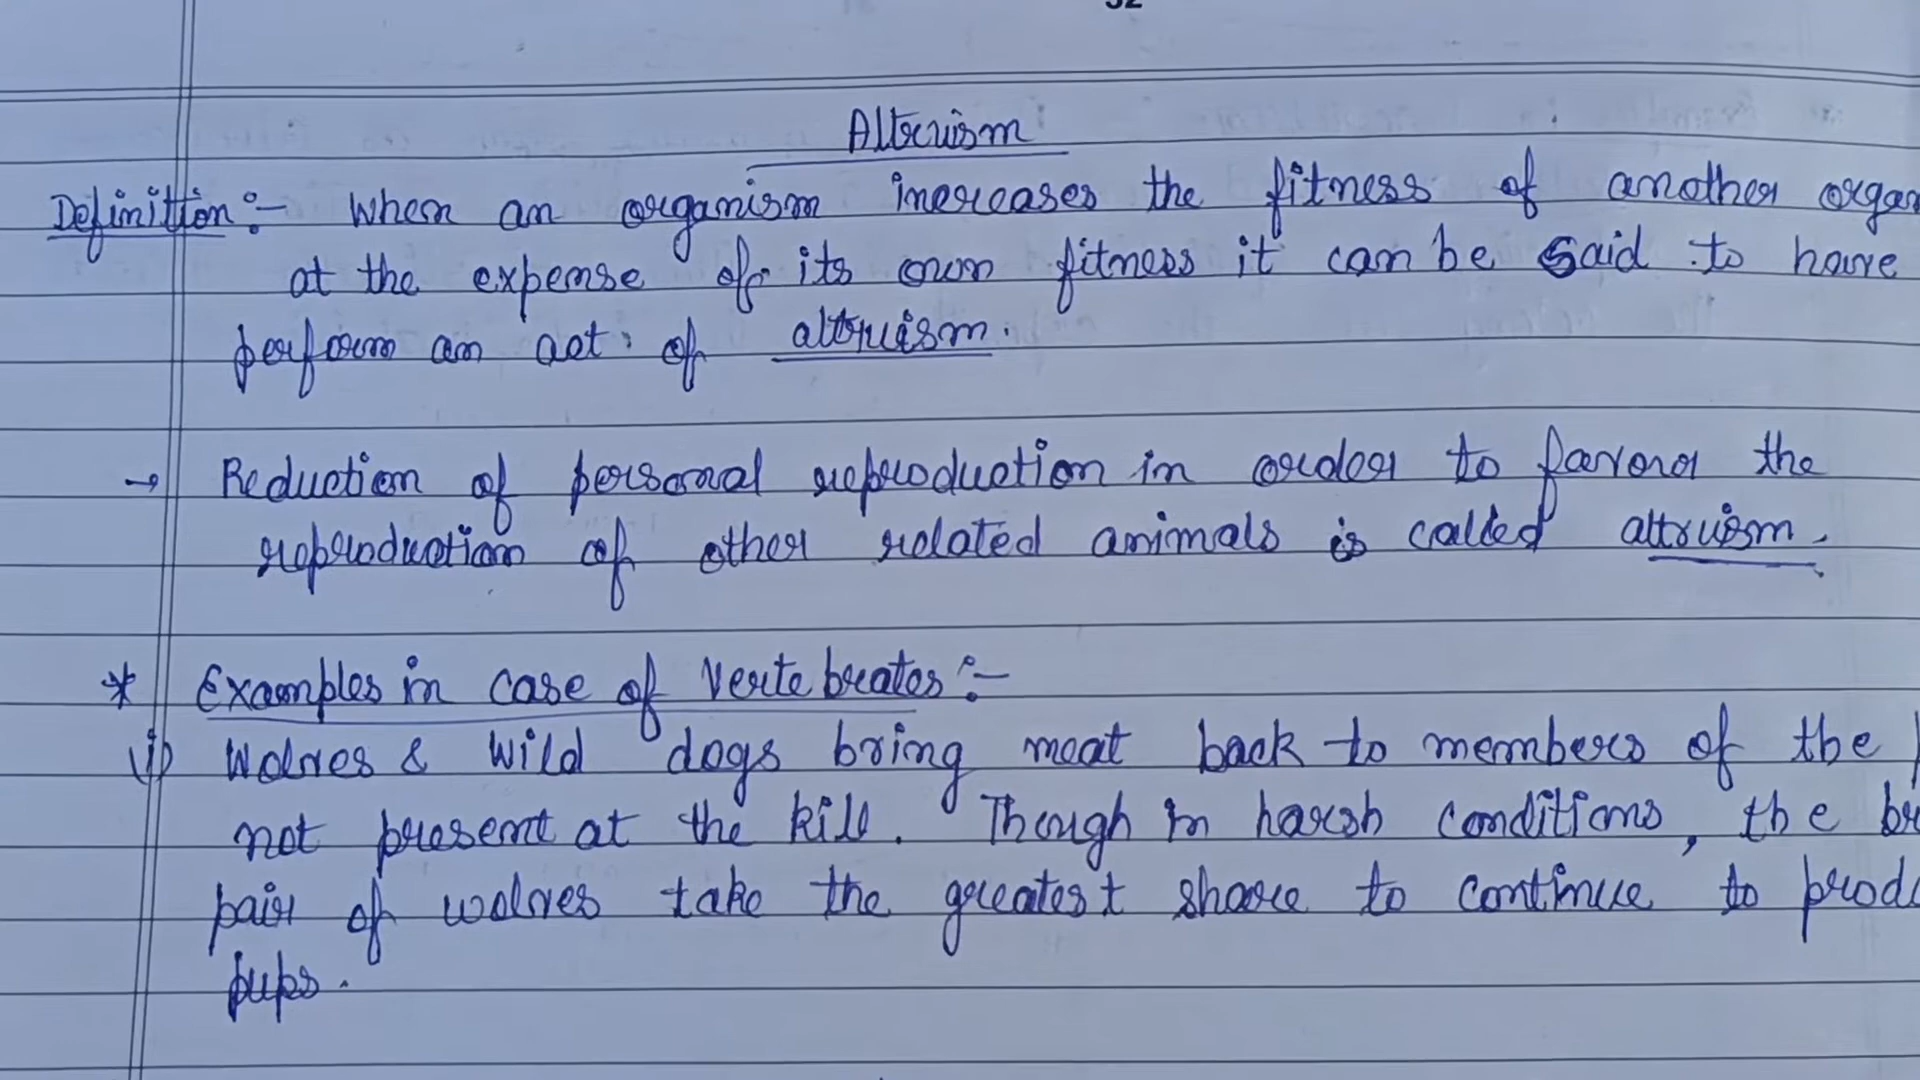 Altruism
Definition :- When an organism increases the fitness of another organ
at the expense of its own fitness it can be said to have
perform an act of altruism.
→ Reduction of personal reproduction in order to favour the
reproduction of other related animals is called altruism.
* Examples in case of Vertebrates :-
i) Wolves & Wild dogs bring meat back to members of the
not present at the kill. Though in harsh conditions, the br
pair of wolves take the greatest share to continue to produ
pups.